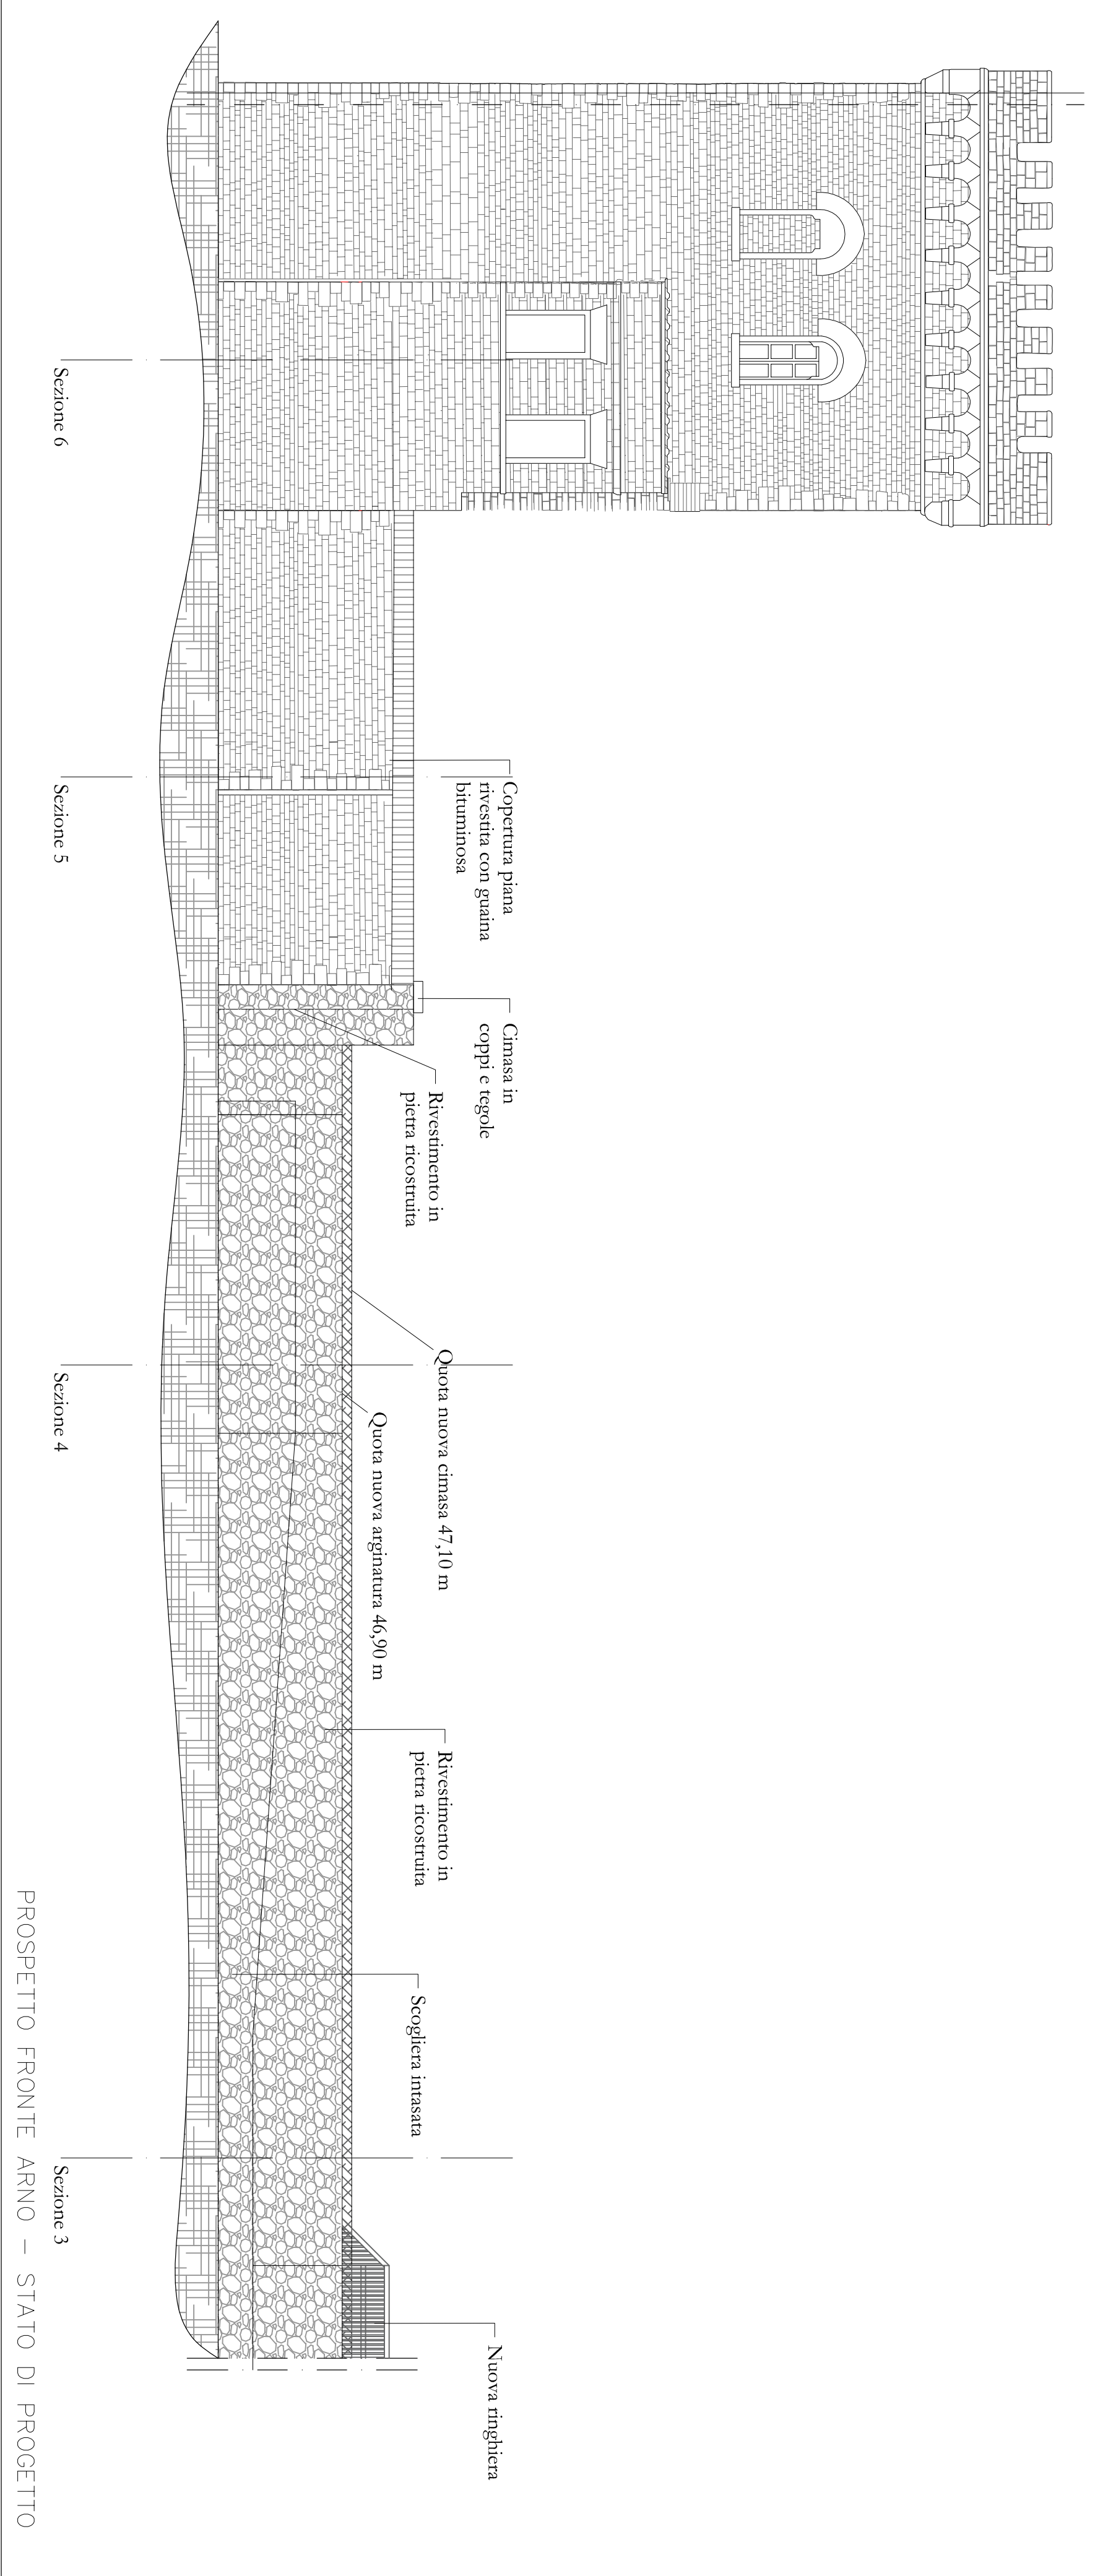 Copertura piana
rivestita con guaina
bituminosa
Cimasa in
coppi e tegole
Rivestimento in
pietra ricostruita
Quota nuova cimasa 47,10 m
Quota nuova arginatura 46,90 m
Rivestimento in
pietra ricostruita
Scogliera intasata
Nuova ringhiera
Sezione 6
Sezione 5
Sezione 4
Sezione 3
PROSPETTO FRONTE ARNO – STATO DI PROGETTO